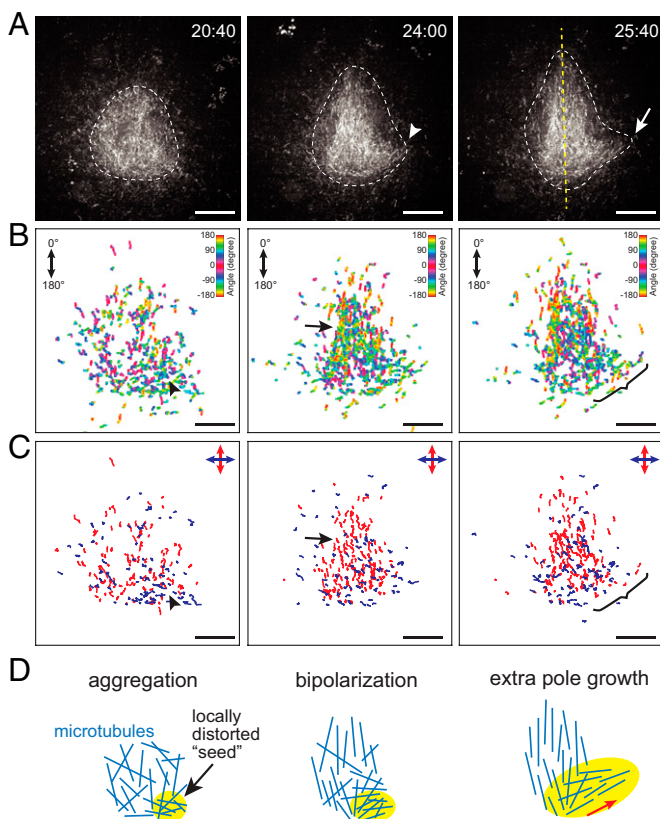 A
20:40
24:00
25:40
B
0°
180°
180
90
0
-90
-180
Angle (degree)
0°
180°
180
90
0
-90
-180
Angle (degree)
0°
180°
180
90
0
-90
-180
Angle (degree)
C
D
aggregation
bipolarization
extra pole growth
microtubules
locally
distorted
"seed"